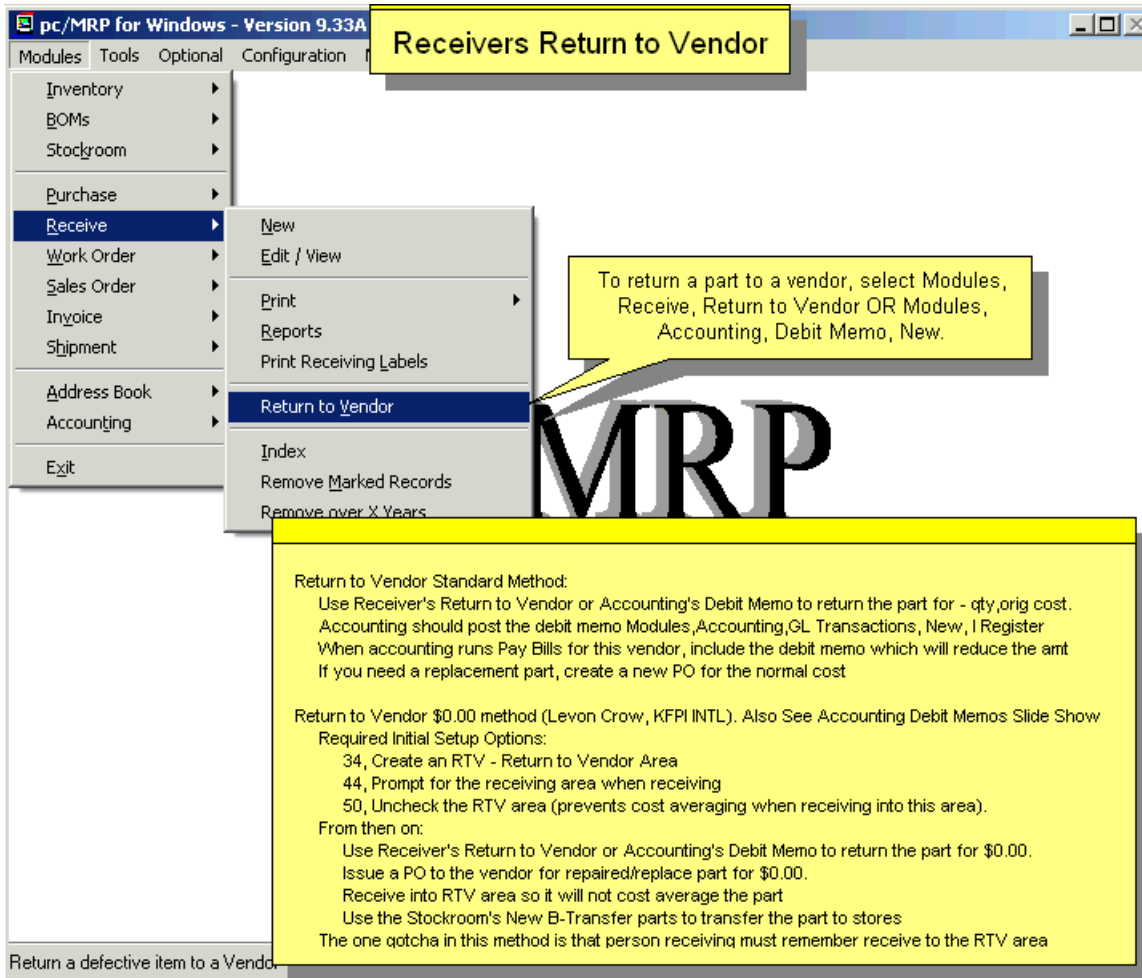 pc/MRP for Windows - Version 9.33A
Receivers Return to Vendor
Modules Tools Optional Configuration
Inventory
BOMs
Stockroom
Purchase
Receive
Work Order
Sales Order
Invoice
Shipment
Address Book
Accounting
Exit
New
Edit / View
Print
Reports
Print Receiving Labels
Return to Vendor
Index
Remove Marked Records
Remove over X Years
To return a part to a vendor, select Modules,
Receive, Return to Vendor OR Modules,
Accounting, Debit Memo, New.
MRP
Return to Vendor Standard Method:
Use Receiver's Return to Vendor or Accounting's Debit Memo to return the part for - qty,orig cost.
Accounting should post the debit memo Modules,Accounting,GL Transactions, New, I Register
When accounting runs Pay Bills for this vendor, include the debit memo which will reduce the amt
If you need a replacement part, create a new PO for the normal cost
Return to Vendor $0.00 method (Levon Crow, KFPI INTL). Also See Accounting Debit Memos Slide Show
Required Initial Setup Options:
34, Create an RTV - Return to Vendor Area
44, Prompt for the receiving area when receiving
50, Uncheck the RTV area (prevents cost averaging when receiving into this area).
From then on:
Use Receiver's Return to Vendor or Accounting's Debit Memo to return the part for $0.00.
Issue a PO to the vendor for repaired/replace part for $0.00.
Receive into RTV area so it will not cost average the part
Use the Stockroom's New B-Transfer parts to transfer the part to stores
The one gotcha in this method is that person receiving must remember receive to the RTV area
Return a defective item to a Vendor